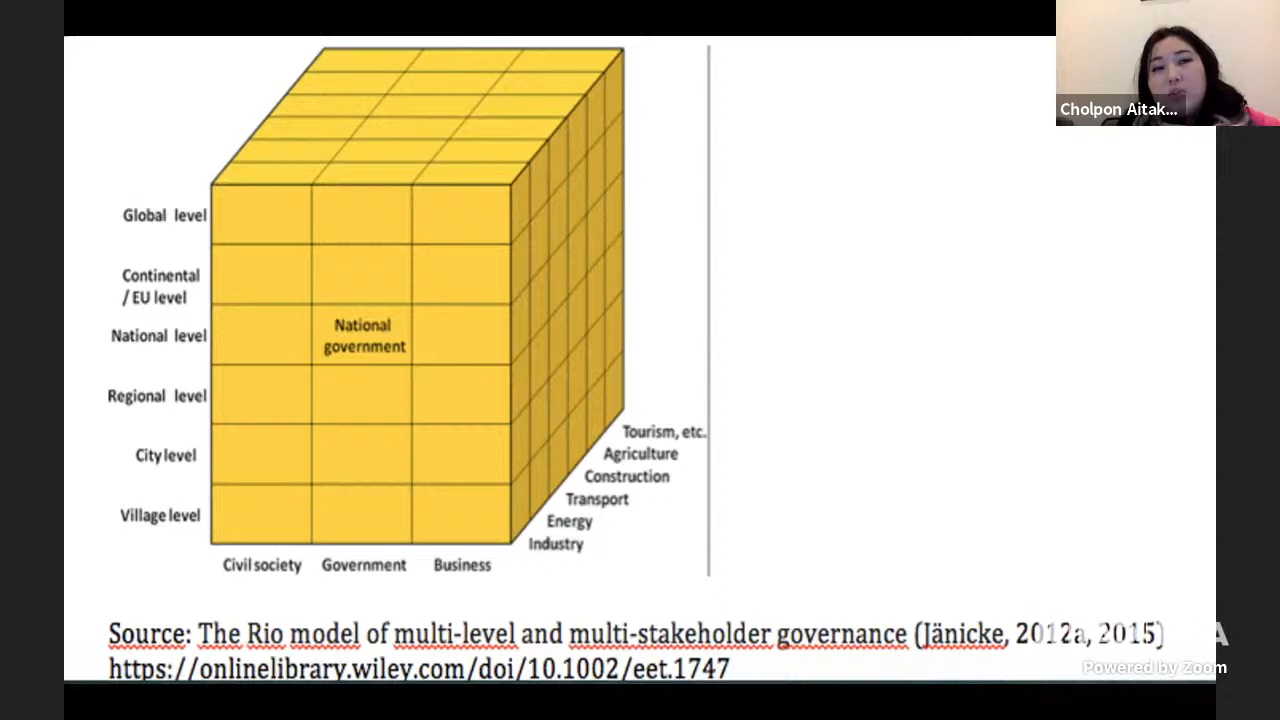 Cholpon Aitak...
Global level
Continental
/ EU level
National level
National
government
Regional level
City level
Village level
Tourism, etc.
Agriculture
Construction
Transport
Energy
Industry
Civil society Government Business
Source: The Rio model of multi-level and multi-stakeholder governance (Jänicke, 2012a, 2015)
https://onlinelibrary.wiley.com/doi/10.1002/eet.1747
Powered by Zoom